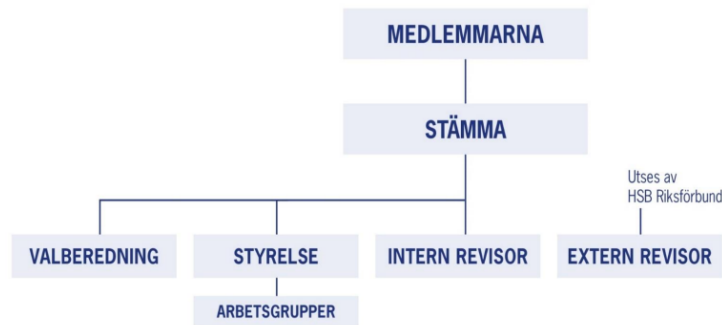 MEDLEMMARNA
STÄMMA
Utses av
HSB Riksförbund
VALBEREDNING
STYRELSE
INTERN REVISOR
EXTERN REVISOR
ARBETSGRUPPER